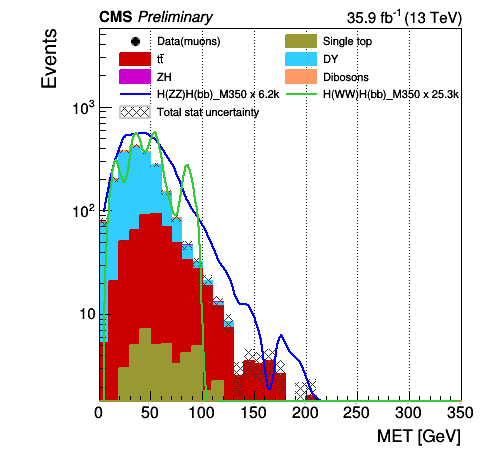 CMS Preliminary 35.9 fb⁻¹ (13 TeV)
Events
Data(muons) Single top
tt̄ DY
ZH Dibosons
H(ZZ)H(bb)_M350 x 6.2k H(WW)H(bb)_M350 x 25.3k
Total stat uncertainty
10³
10²
10
0 50 100 150 200 250 300 350
MET [GeV]